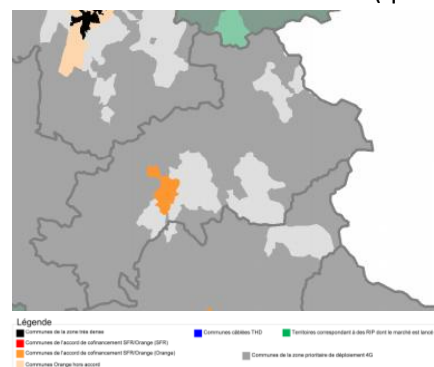 Légende
Communes de la zone très dense
Communes câblées THD
Territoires correspondant à des RIP dont le marché est lancé
Communes de l'accord de cofinancement SFR/Orange (SFR)
Communes de l'accord de cofinancement SFR/Orange (Orange)
Communes de la zone prioritaire de déploiement 4G
Communes Orange hors accord